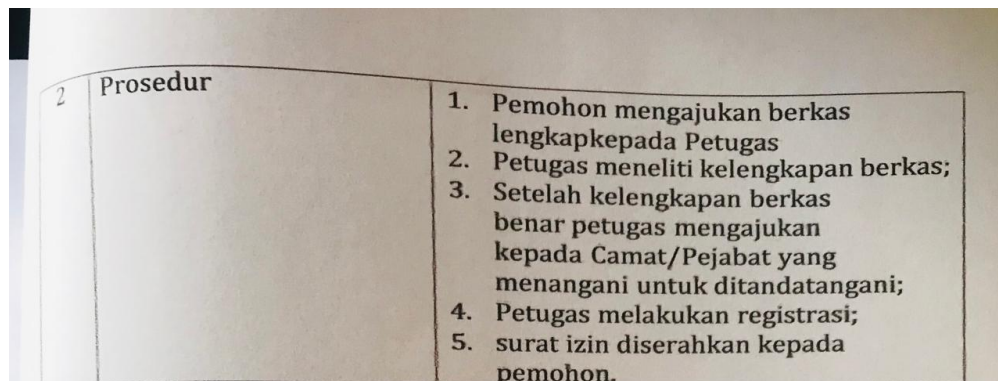 2 Prosedur
1. Pemohon mengajukan berkas
lengkapkepada Petugas
2. Petugas meneliti kelengkapan berkas;
3. Setelah kelengkapan berkas
benar petugas mengajukan
kepada Camat/Pejabat yang
menangani untuk ditandatangani;
4. Petugas melakukan registrasi;
5. surat izin diserahkan kepada
pemohon.